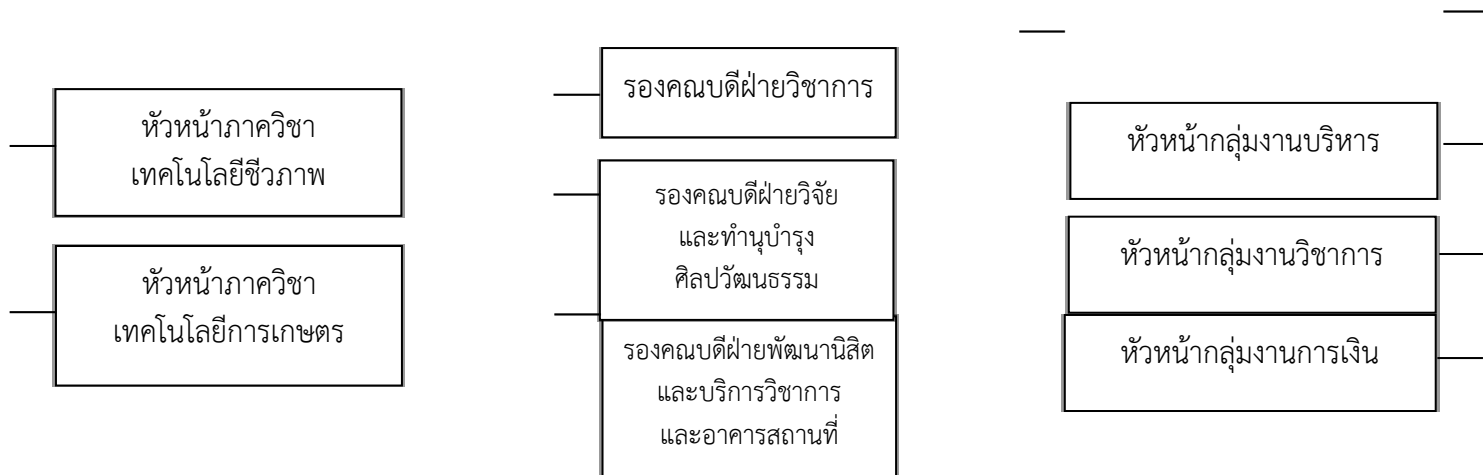 หัวหน้าภาควิชา
เทคโนโลยีชีวภาพ
หัวหน้าภาควิชา
เทคโนโลยีการเกษตร
รองคณบดีฝ่ายวิชาการ
รองคณบดีฝ่ายวิจัย
และทำนุบำรุง
ศิลปวัฒนธรรม
รองคณบดีฝ่ายพัฒนานิสิต
และบริการวิชาการ
และอาคารสถานที่
หัวหน้ากลุ่มงานบริหาร
หัวหน้ากลุ่มงานวิชาการ
หัวหน้ากลุ่มงานการเงิน